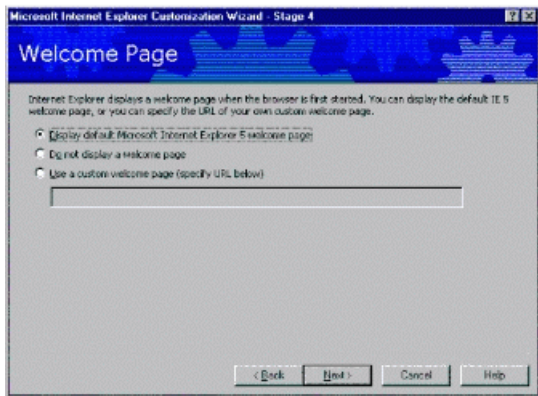 Microsoft Internet Explorer Customization Wizard - Stage 4
Welcome Page
Internet Explorer displays a welcome page when the browser is first started. You can display the default IE 5
welcome page, or you can specify the URL of your own custom welcome page.
Display default Microsoft Internet Explorer 5 welcome page
Do not display a welcome page
Use a custom welcome page (specify URL below)
< Back Next > Cancel Help